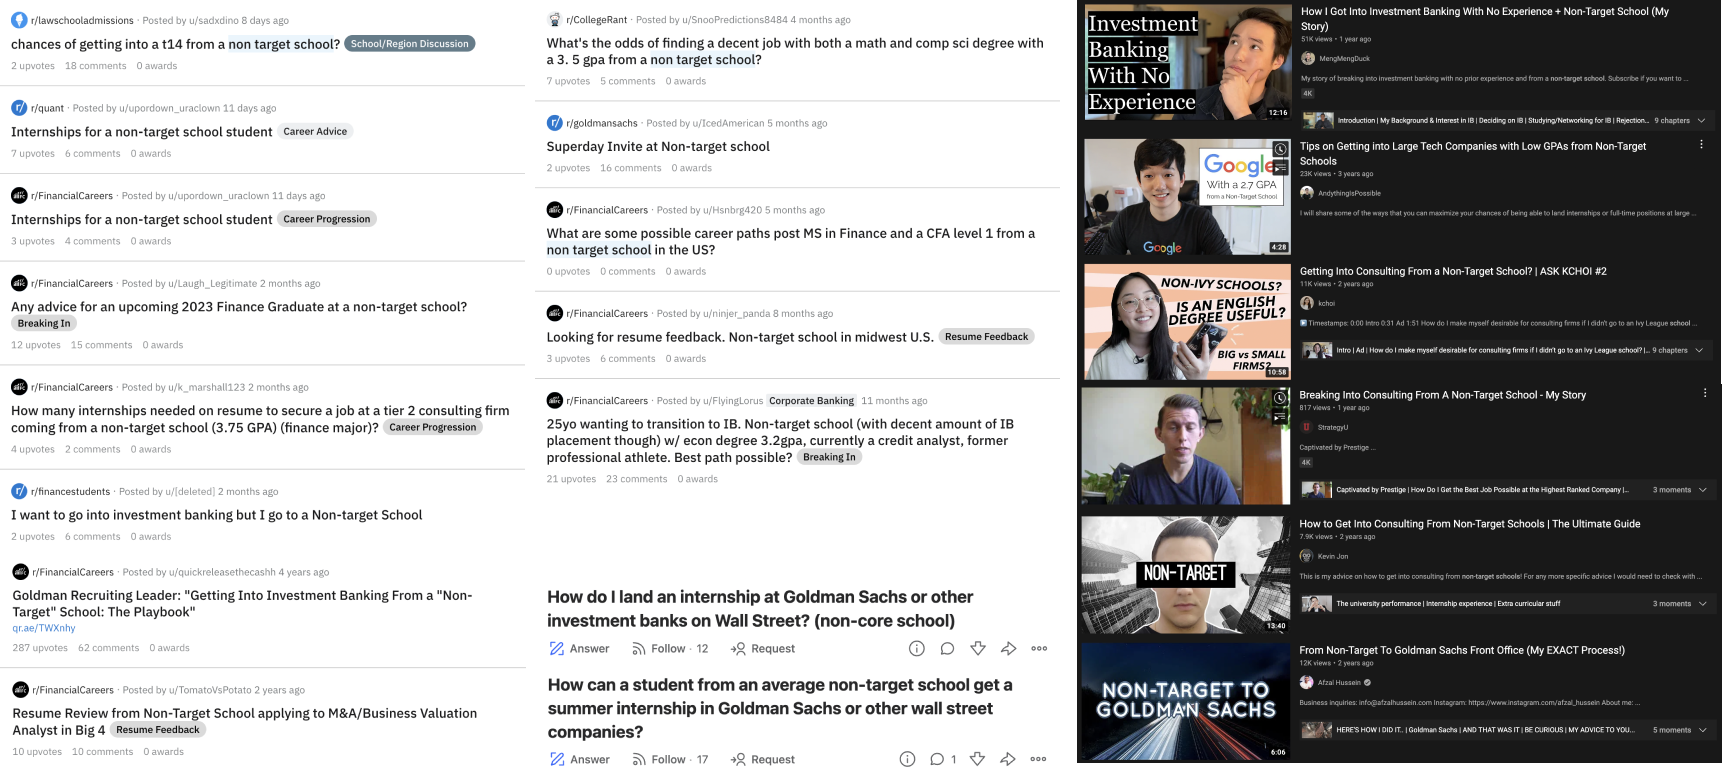 r/lawschooladmissions · Posted by u/sadxdino 8 days ago
chances of getting into a t14 from a non target school? School/Region Discussion
2 upvotes 18 comments 0 awards
r/quant · Posted by u/upordown_uraclown 11 days ago
Internships for a non-target school student Career Advice
7 upvotes 6 comments 0 awards
r/FinancialCareers · Posted by u/upordown_uraclown 11 days ago
Internships for a non-target school student Career Progression
3 upvotes 4 comments 0 awards
r/FinancialCareers · Posted by u/Laugh_Legitimate 2 months ago
Any advice for an upcoming 2023 Finance Graduate at a non-target school?
Breaking In
12 upvotes 15 comments 0 awards
r/FinancialCareers · Posted by u/k_marshall123 2 months ago
How many internships needed on resume to secure a job at a tier 2 consulting firm
coming from a non-target school (3.75 GPA) (finance major)? Career Progression
4 upvotes 2 comments 0 awards
r/financestudents · Posted by u/[deleted] 2 months ago
I want to go into investment banking but I go to a Non-target School
2 upvotes 6 comments 0 awards
r/FinancialCareers · Posted by u/quickreleasethecashh 4 years ago
Goldman Recruiting Leader: "Getting Into Investment Banking From a "Non-
Target" School: The Playbook"
qr.ae/TWXnhy
287 upvotes 62 comments 0 awards
r/FinancialCareers · Posted by u/TomatoVsPotato 2 years ago
Resume Review from Non-Target School applying to M&A/Business Valuation
Analyst in Big 4 Resume Feedback
10 upvotes 10 comments 0 awards
r/CollegeRant · Posted by u/SnooPredictions8484 4 months ago
What's the odds of finding a decent job with both a math and comp sci degree with
a 3. 5 gpa from a non target school?
7 upvotes 5 comments 0 awards
r/goldmansachs · Posted by u/IcedAmerican 5 months ago
Superday Invite at Non-target school
2 upvotes 16 comments 0 awards
r/FinancialCareers · Posted by u/Hsnbrg420 5 months ago
What are some possible career paths post MS in Finance and a CFA level 1 from a
non target school in the US?
0 upvotes 0 comments 0 awards
r/FinancialCareers · Posted by u/ninjer_panda 8 months ago
Looking for resume feedback. Non-target school in midwest U.S. Resume Feedback
3 upvotes 6 comments 0 awards
r/FinancialCareers · Posted by u/FlyingLorus Corporate Banking 11 months ago
25yo wanting to transition to IB. Non-target school (with decent amount of IB
placement though) w/ econ degree 3.2gpa, currently a credit analyst, former
professional athlete. Best path possible? Breaking In
21 upvotes 23 comments 0 awards
How do I land an internship at Goldman Sachs or other
investment banks on Wall Street? (non-core school)
Answer Follow · 12 Request
How can a student from an average non-target school get a
summer internship in Goldman Sachs or other wall street
companies?
Answer Follow · 17 Request 1
Investment
Banking
With No
Experience
12:16
How I Got Into Investment Banking With No Experience + Non-Target School (My
Story)
51K views • 1 year ago
MengMengDuck
My story of breaking into investment banking with no prior experience and from a non-target school. Subscribe if you want to ...
4K
Introduction | My Background & Interest in IB | Deciding on IB | Studying/Networking for IB | Rejection... 9 chapters
Google
With a 2.7 GPA
from a Non-Target School
Google
4:28
Tips on Getting into Large Tech Companies with Low GPAs from Non-Target
Schools
23K views • 3 years ago
AndythingIsPossible
I will share some of the ways that you can maximize your chances of being able to land internships or full-time positions at large ...
NON-IVY SCHOOLS?
IS AN ENGLISH
DEGREE USEFUL?
BIG vs SMALL
FIRMS?
10:58
Getting Into Consulting From a Non-Target School? | ASK KCHOI #2
11K views • 2 years ago
kchoi
Timestamps: 0:00 Intro 0:31 Ad 1:51 How do I make myself desirable for consulting firms if I didn't go to an Ivy League school ...
Intro | Ad | How do I make myself desirable for consulting firms if I didn't go to an Ivy League school? |... 9 chapters
Breaking Into Consulting From A Non-Target School - My Story
817 views • 1 year ago
StrategyU
Captivated by Prestige ...
4K
Captivated by Prestige | How Do I Get the Best Job Possible at the Highest Ranked Company |... 3 moments
NON-TARGET
13:40
How to Get Into Consulting From Non-Target Schools | The Ultimate Guide
7.9K views • 2 years ago
Kevin Jon
This is my advice on how to get into consulting from non-target schools! For any more specific advice I would need to check with ...
The university performance | Internship experience | Extra curricular stuff 3 moments
NON-TARGET TO
GOLDMAN SACHS
6:06
From Non-Target To Goldman Sachs Front Office (My EXACT Process!)
12K views • 2 years ago
Afzal Hussein
Business inquiries: info@afzalhussein.com Instagram: https://www.instagram.com/afzal_hussein About me: ...
HERE'S HOW I DID IT.. | Goldman Sachs | AND THAT WAS IT | BE CURIOUS | MY ADVICE TO YOU... 5 moments